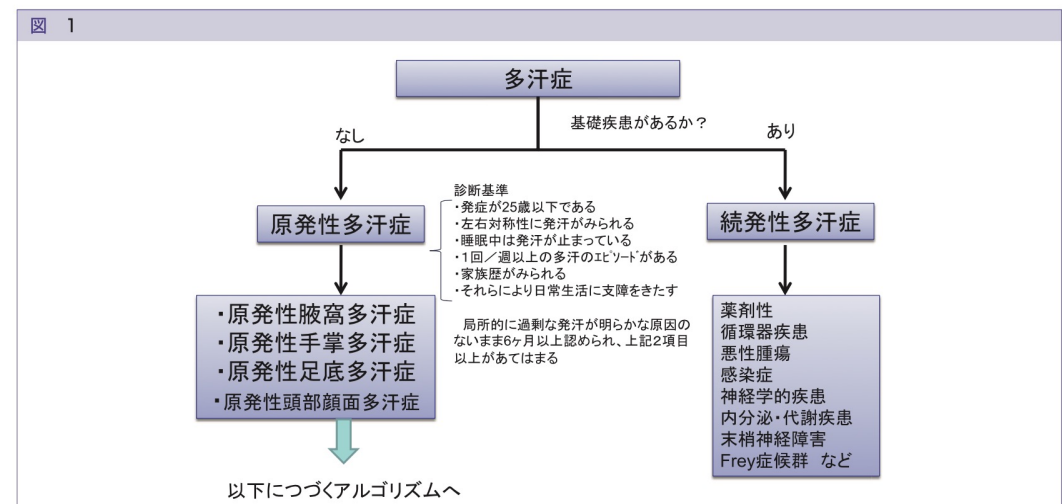 図 1
多汗症
基礎疾患があるか？
なし
あり
原発性多汗症
診断基準
・発症が25歳以下である
・左右対称性に発汗がみられる
・睡眠中は発汗が止まっている
・1回／週以上の多汗のｴﾋﾟｿｰﾄﾞがある
・家族歴がみられる
・それらにより日常生活に支障をきたす
局所的に過剰な発汗が明らかな原因の
ないまま6ヶ月以上認められ、上記2項目
以上があてはまる
続発性多汗症
・原発性腋窩多汗症
・原発性手掌多汗症
・原発性足底多汗症
・原発性頭部顔面多汗症
以下につづくアルゴリズムへ
薬剤性
循環器疾患
悪性腫瘍
感染症
神経学的疾患
内分泌・代謝疾患
末梢神経障害
Frey症候群 など